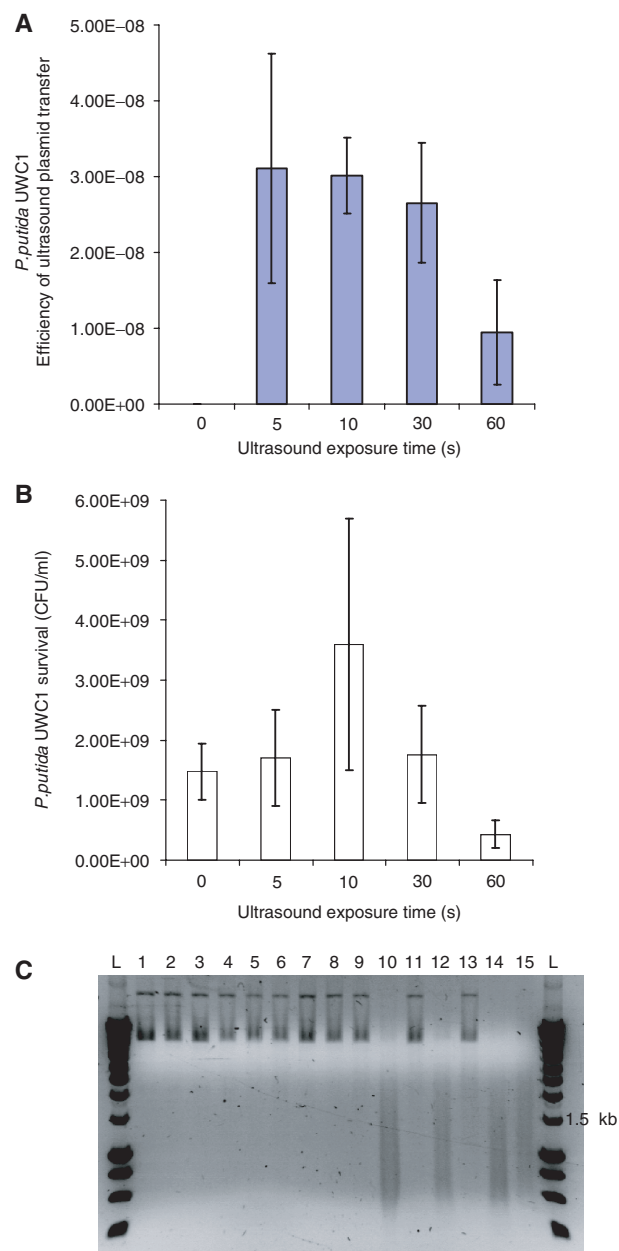 A
5.00E–08
4.00E–08
3.00E–08
2.00E–08
1.00E–08
0.00E+00
P.putida UWC1
Efficiency of ultrasound plasmid transfer
0 5 10 30 60
Ultrasound exposure time (s)
B
6.00E+09
5.00E+09
4.00E+09
3.00E+09
2.00E+09
1.00E+09
0.00E+00
P.putida UWC1 survival (CFU/ml)
0 5 10 30 60
Ultrasound exposure time (s)
C
L 1 2 3 4 5 6 7 8 9 10 11 12 13 14 15 L
1.5 kb